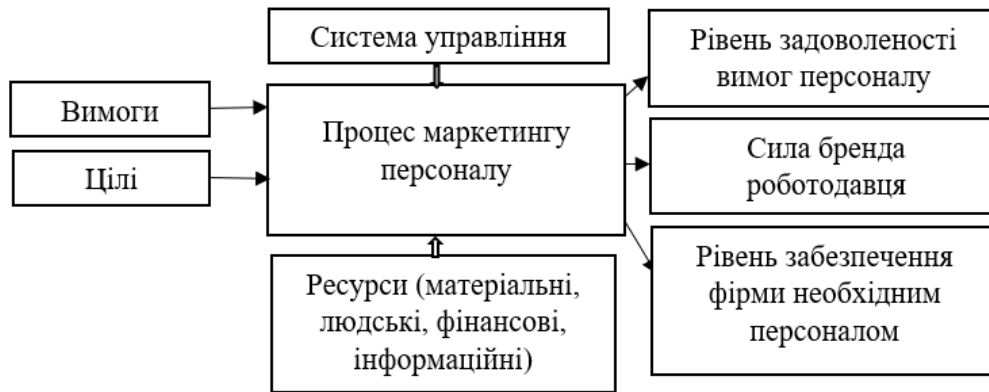 Система управління
Вимоги
Цілі
Процес маркетингу
персоналу
Ресурси (матеріальні,
людські, фінансові,
інформаційні)
Рівень задоволеності
вимог персоналу
Сила бренда
роботодавця
Рівень забезпечення
фірми необхідним
персоналом